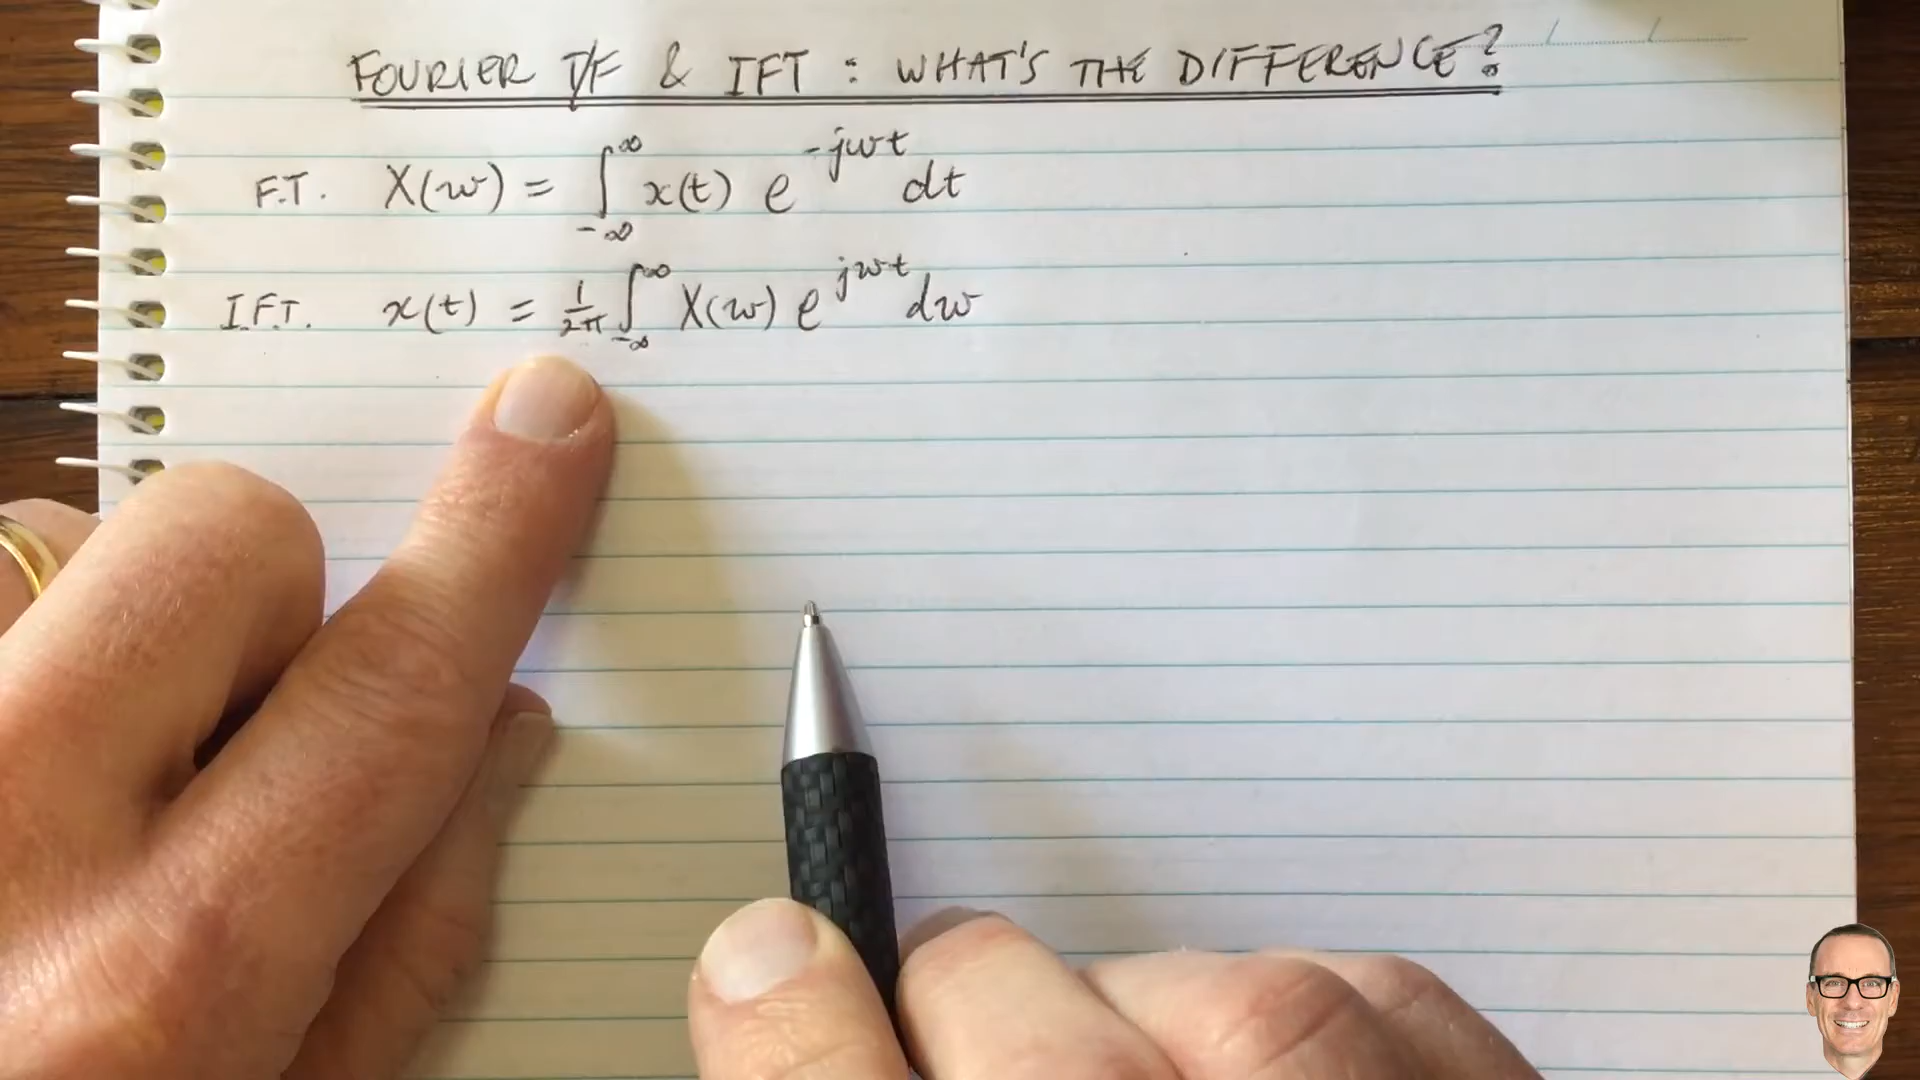 FOURIER T/F & IFT : WHAT'S THE DIFFERENCE?
F.T. X(w) = ∫_{-∞}^{∞} x(t) e^{-jwt} dt
I.F.T. x(t) = 1/2π ∫_{-∞}^{∞} X(w) e^{jwt} dw